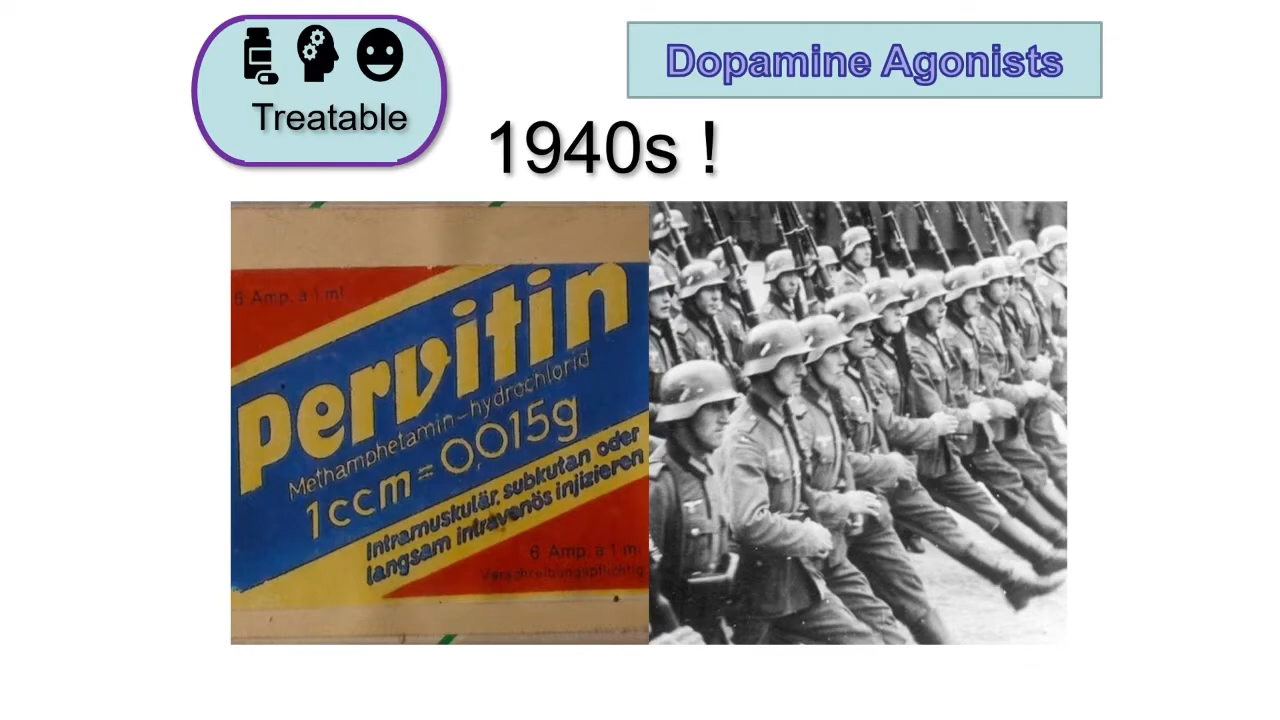 Treatable
Dopamine Agonists
1940s !
6 Amp. à 1 ml
Pervitin
Methamphetamin-hydrochlorid
1ccm = 0,015g
Intramuskulär, subkutan oder
langsam intravenös injizieren
6 Amp. à 1 ml
Verschreibungspflichtig